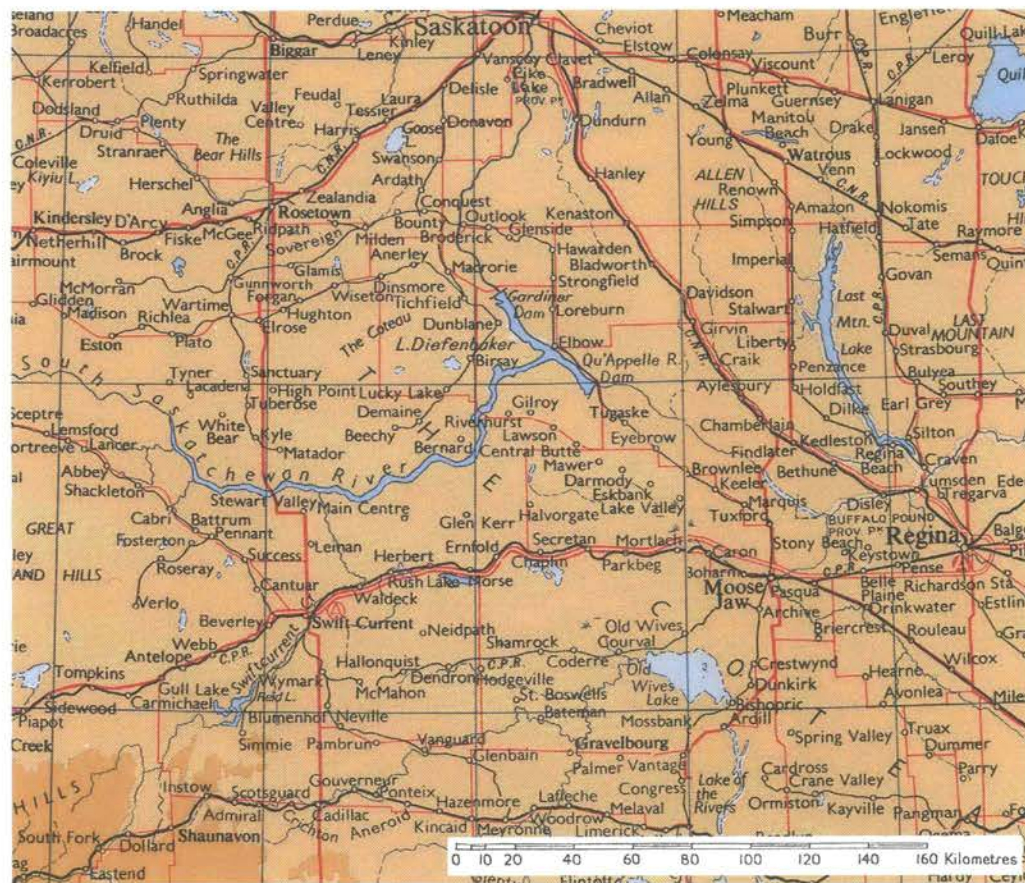 Broadacres
Handel
Perdue
Kinley
Leney
Biggar
Saskatoon
Cheviot
Elstow
Meacham
Burr
Leroy
Quill
Kelfield
Kerrobert
Springwater
Vanscoy
Clavet
Colonsay
Viscount
C.P.R.
Pike
Lake
PROV. PK
Bradwell
Plunkett
Dodsland
Ruthilda
Valley
Centre
Feudal
Tessier
Laura
Delisle
Allan
Zelma
Guernsey
Lanigan
Plenty
Druid
The
Bear Hills
Harris
Goose
Donavon
Dundurn
Young
Manitou
Beach
Drake
Jansen
Dafoe
C.N.R.
Stranraer
Coleville
Kiyiu L.
C.N.R.
Swanson
Watrous
Lockwood
Herschel
Zealandia
Ardath
Hanley
ALLEN
HILLS
Renown
Venn
C.N.R.
TOUCH
Anglia
Rosetown
Conquest
Kindersley
D'Arcy
McGee
Ridpath
Bounty
Outlook
Kenaston
Simpson
Amazon
Nokomis
Hatfield
Tate
Raymore
Netherhill
Fiske
Sovereign
Milden
Broderick
Glenside
Brock
C.P.R.
Anerley
Hawarden
Semans
Glamis
Bladworth
Imperial
McMorran
Gunnworth
Dinsmore
Macrorie
Strongfield
Govan
Glidden
Madison
Wartime
Forgan
Wiseton
Tichfield
Gardiner
Dam
Loreburn
Davidson
Stalwart
Last
Mtn.
Lake
C.P.R.
LAST
MOUNTAIN
Richlea
Hughton
Elrose
The Coteau
Dunblane
Girvin
Duval
Eston
Plato
L. Diefenbaker
Elbow
C.N.R.
Liberty
Strasbourg
Birsay
Qu'Appelle R.
Dam
Craik
Penzance
Tyner
Lacadena
Sanctuary
High Point
Lucky Lake
Aylesbury
Holdfast
Bulyea
Southey
South Saskatchewan River
Sceptre
Tuberose
Demaine
Gilroy
Tugaske
Dilke
Earl Grey
Lemsford
White
Bear
Riverhurst
Chamberlain
Lancer
Kyle
Beechy
Lawson
Eyebrow
Kedleston
Silton
Bernard
Central Butte
Findlater
Regina
Beach
Abbey
Matador
Mawer
Brownlee
Bethune
Craven
Shackleton
Darmody
Keeler
Lumsden
Stewart Valley
Eskbank
Marquis
Disley
Tregarva
Main Centre
Lake Valley
Cabri
Battrum
Halvorgate
Tuxford
BUFFALO POUND
PROV. PK
GREAT
Pennant
Glen Kerr
Regina
Fosterton
Leman
Ernfold
Secretan
Mortlach
Stony Beach
Keystown
Success
Herbert
Caron
Pense
SAND HILLS
Roseray
Chaplin
Parkbeg
C.P.R.
Cantuar
Rush Lake
Morse
Boharm
Belle
Plaine
Richardson
Waldeck
Moose
Jaw
Pasqua
Verlo
Beverley
Swift Current
Archive
Drinkwater
Neidpath
Old Wives
Briercrest
Webb
Shamrock
Courval
Rouleau
Antelope
C.P.R.
Swiftcurrent
Hallonquist
C.P.R.
Coderre
Crestwynd
Wilcox
Tompkins
Wymark
Dendron
Hodgeville
Old
Wives
Lake
Hearne
Gull Lake
Reid L.
McMahon
Dunkirk
Sidewood
Carmichael
St. Boswells
Bishopric
Avonlea
Piapot
Blumenhof
Neville
Bateman
Mossbank
Ardill
Creek
Simmie
Pambrun
Vanguard
Spring Valley
Truax
Glenbain
Gravelbourg
Dummer
Palmer
Vantage
Cardross
Parry
HILLS
Instow
Scotsguard
Gouverneur
Ponteix
Congress
Lake of
the
Rivers
Crane Valley
Admiral
Hazenmore
Lafleche
Ormiston
Crichton
Cadillac
Aneroid
Melaval
Kayville
Pangman
South Fork
Shaunavon
Kincaid
Woodrow
Dollard
Meyronne
Limerick
Eastend
THE COTEA
0 5 10 20 40 60 80 100 120 140 160 Kilometres